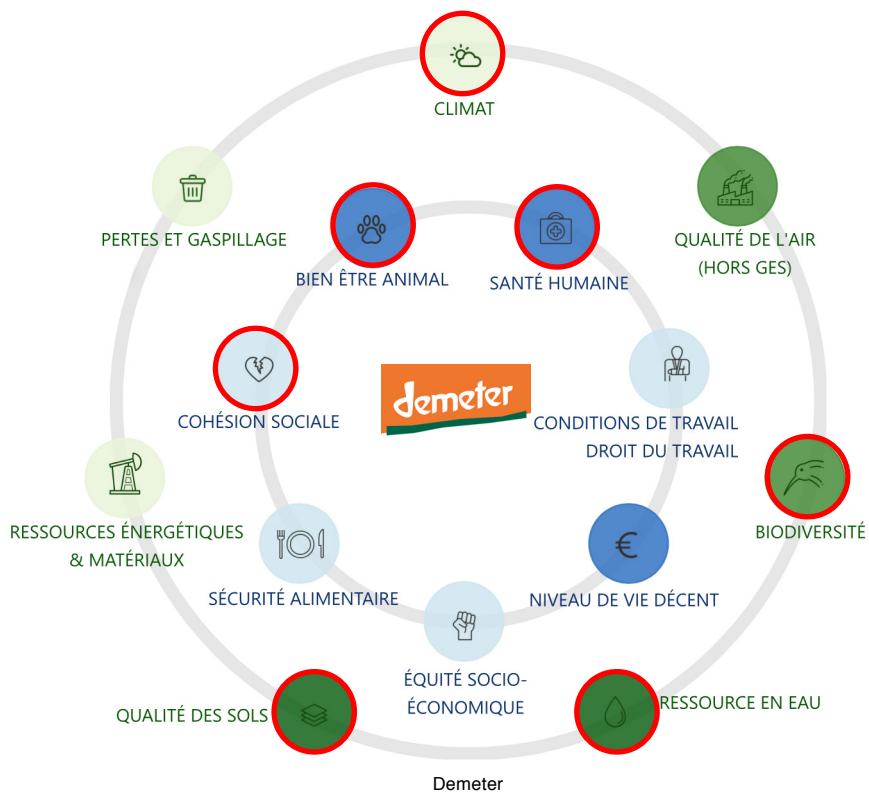 CLIMAT
PERTES ET GASPILLAGE
QUALITÉ DE L'AIR
(HORS GES)
BIEN ÊTRE ANIMAL
SANTÉ HUMAINE
demeter
COHÉSION SOCIALE
CONDITIONS DE TRAVAIL
DROIT DU TRAVAIL
RESSOURCES ÉNERGÉTIQUES
& MATÉRIAUX
BIODIVERSITÉ
€
SÉCURITÉ ALIMENTAIRE
NIVEAU DE VIE DÉCENT
ÉQUITÉ SOCIO-
ÉCONOMIQUE
QUALITÉ DES SOLS
RESSOURCE EN EAU
Demeter